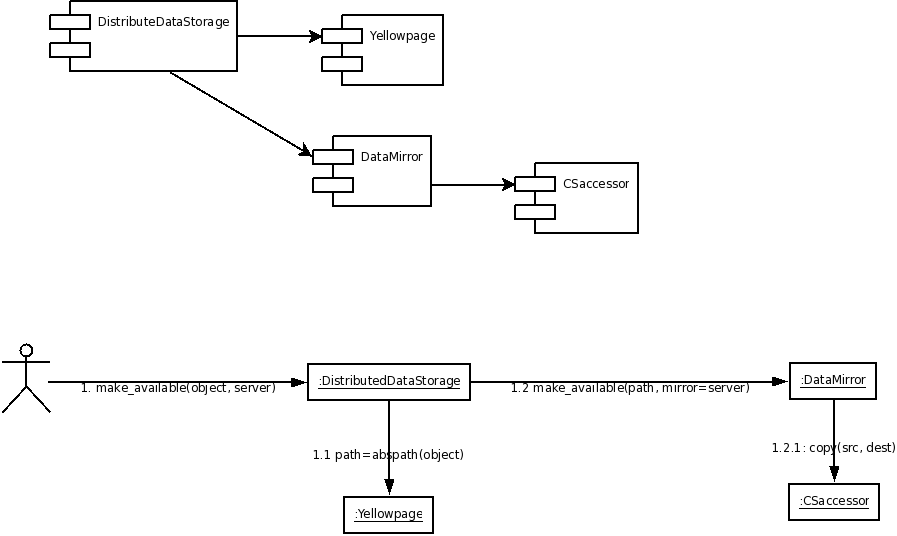 DistributeDataStorage
Yellowpage
DataMirror
CSaccessor
1. make_available(object, server)
:DistributedDataStorage
1.2 make_available(path, mirror=server)
:DataMirror
1.1 path=abspath(object)
1.2.1: copy(src, dest)
:Yellowpage
:CSaccessor